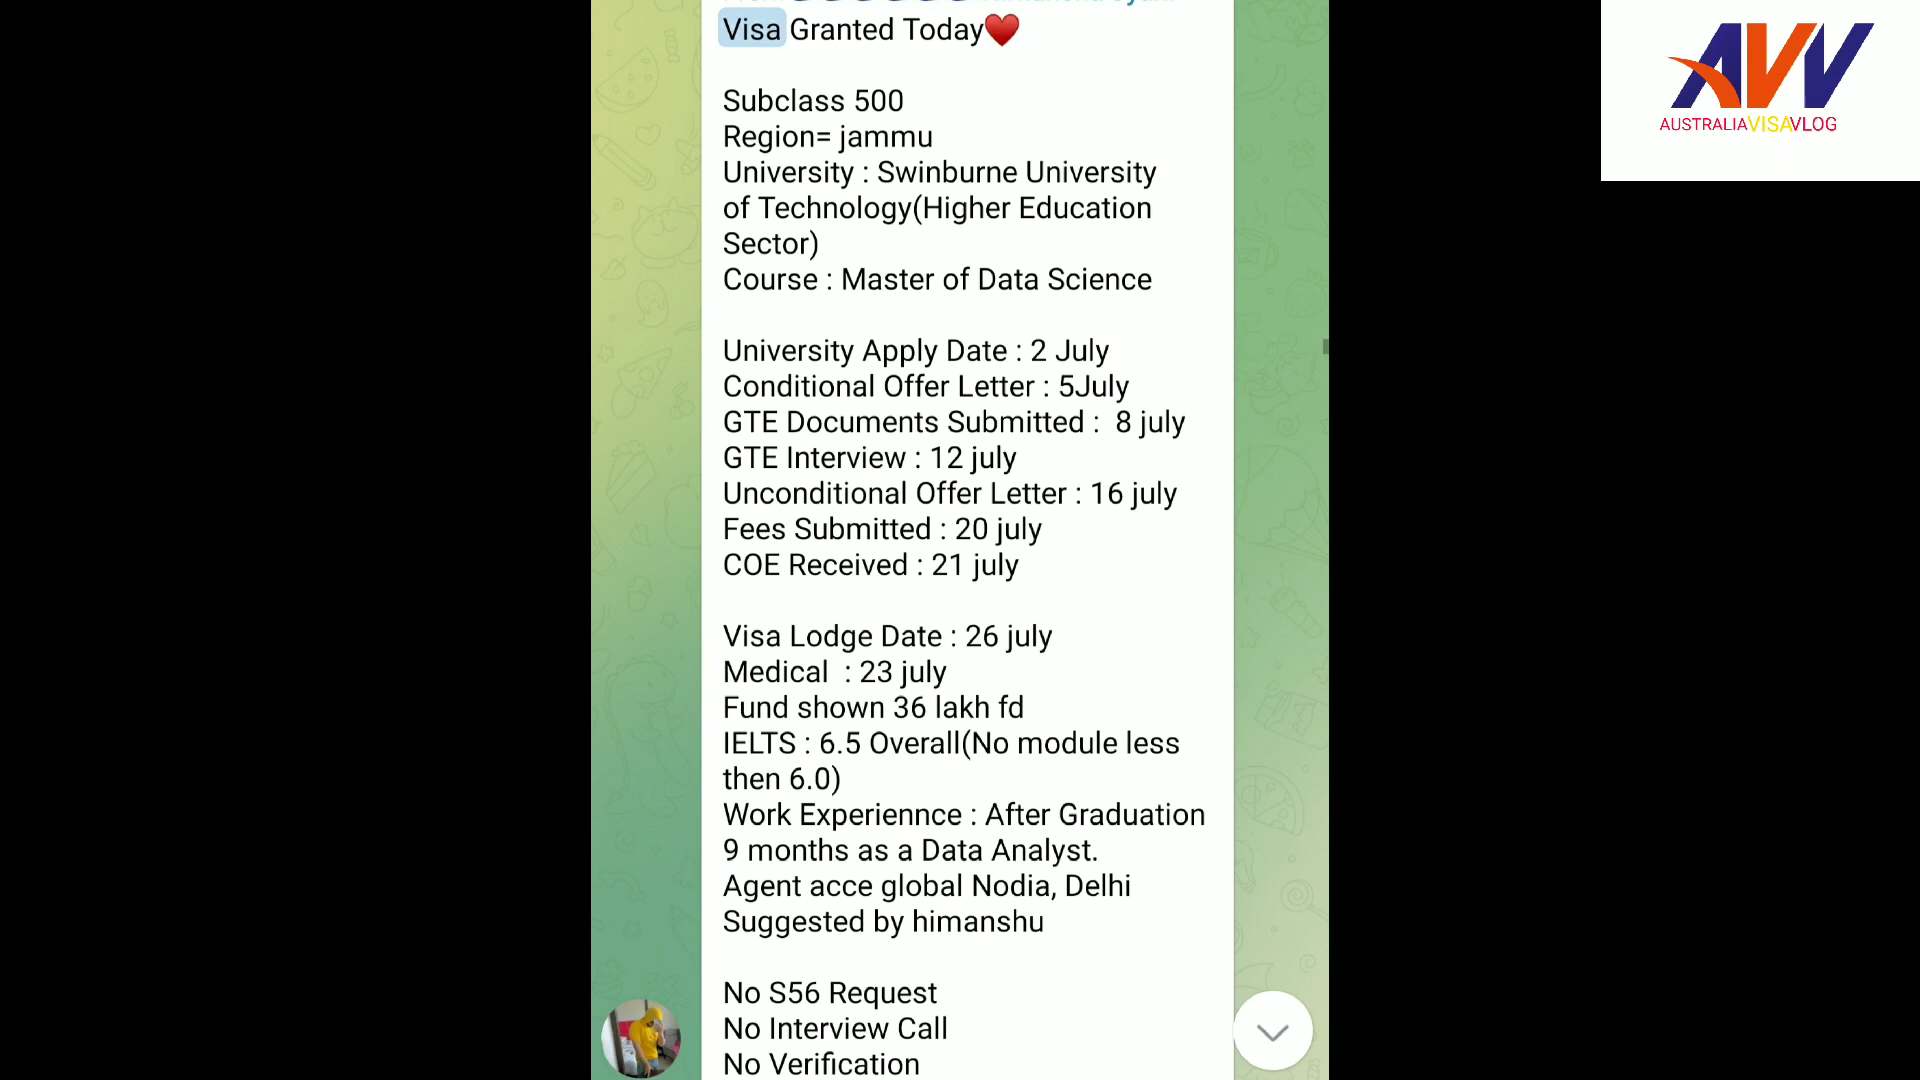 Visa Granted Today
Subclass 500
Region= jammu
University : Swinburne University
of Technology(Higher Education
Sector)
Course : Master of Data Science
University Apply Date : 2 July
Conditional Offer Letter : 5July
GTE Documents Submitted :  8 july
GTE Interview : 12 july
Unconditional Offer Letter : 16 july
Fees Submitted : 20 july
COE Received : 21 july
Visa Lodge Date : 26 july
Medical  : 23 july
Fund shown 36 lakh fd
IELTS : 6.5 Overall(No module less
then 6.0)
Work Experiennce : After Graduation
9 months as a Data Analyst.
Agent acce global Nodia, Delhi
Suggested by himanshu
No S56 Request
No Interview Call
No Verification
AVV
AUSTRALIAVISAVLOG